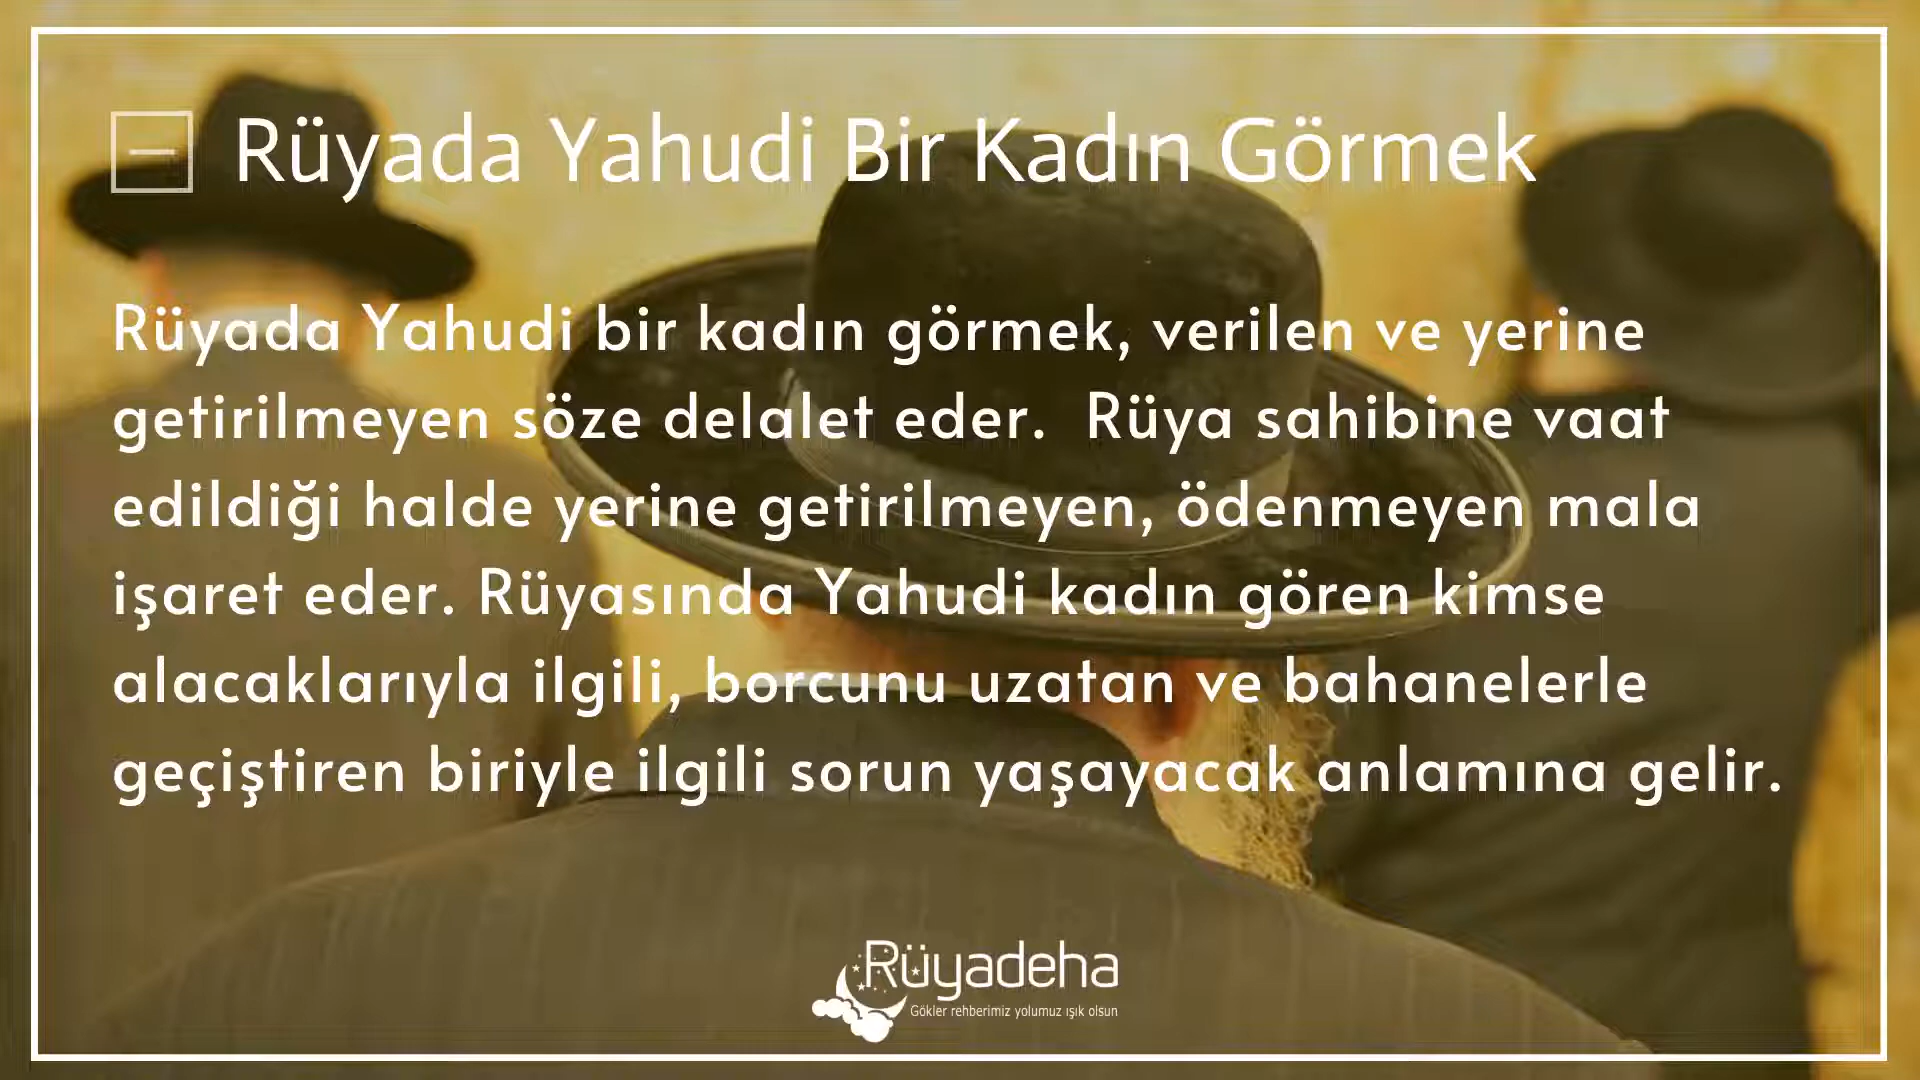 Rüyada Yahudi Bir Kadın Görmek
Rüyada Yahudi bir kadın görmek, verilen ve yerine
getirilmeyen söze delalet eder. Rüya sahibine vaat
edildiği halde yerine getirilmeyen, ödenmeyen mala
işaret eder. Rüyasında Yahudi kadın gören kimse
alacaklarıyla ilgili, borcunu uzatan ve bahanelerle
geçiştiren biriyle ilgili sorun yaşayacak anlamına gelir.
Rüyadeha
Gökler rehberimiz yolumuz ışık olsun